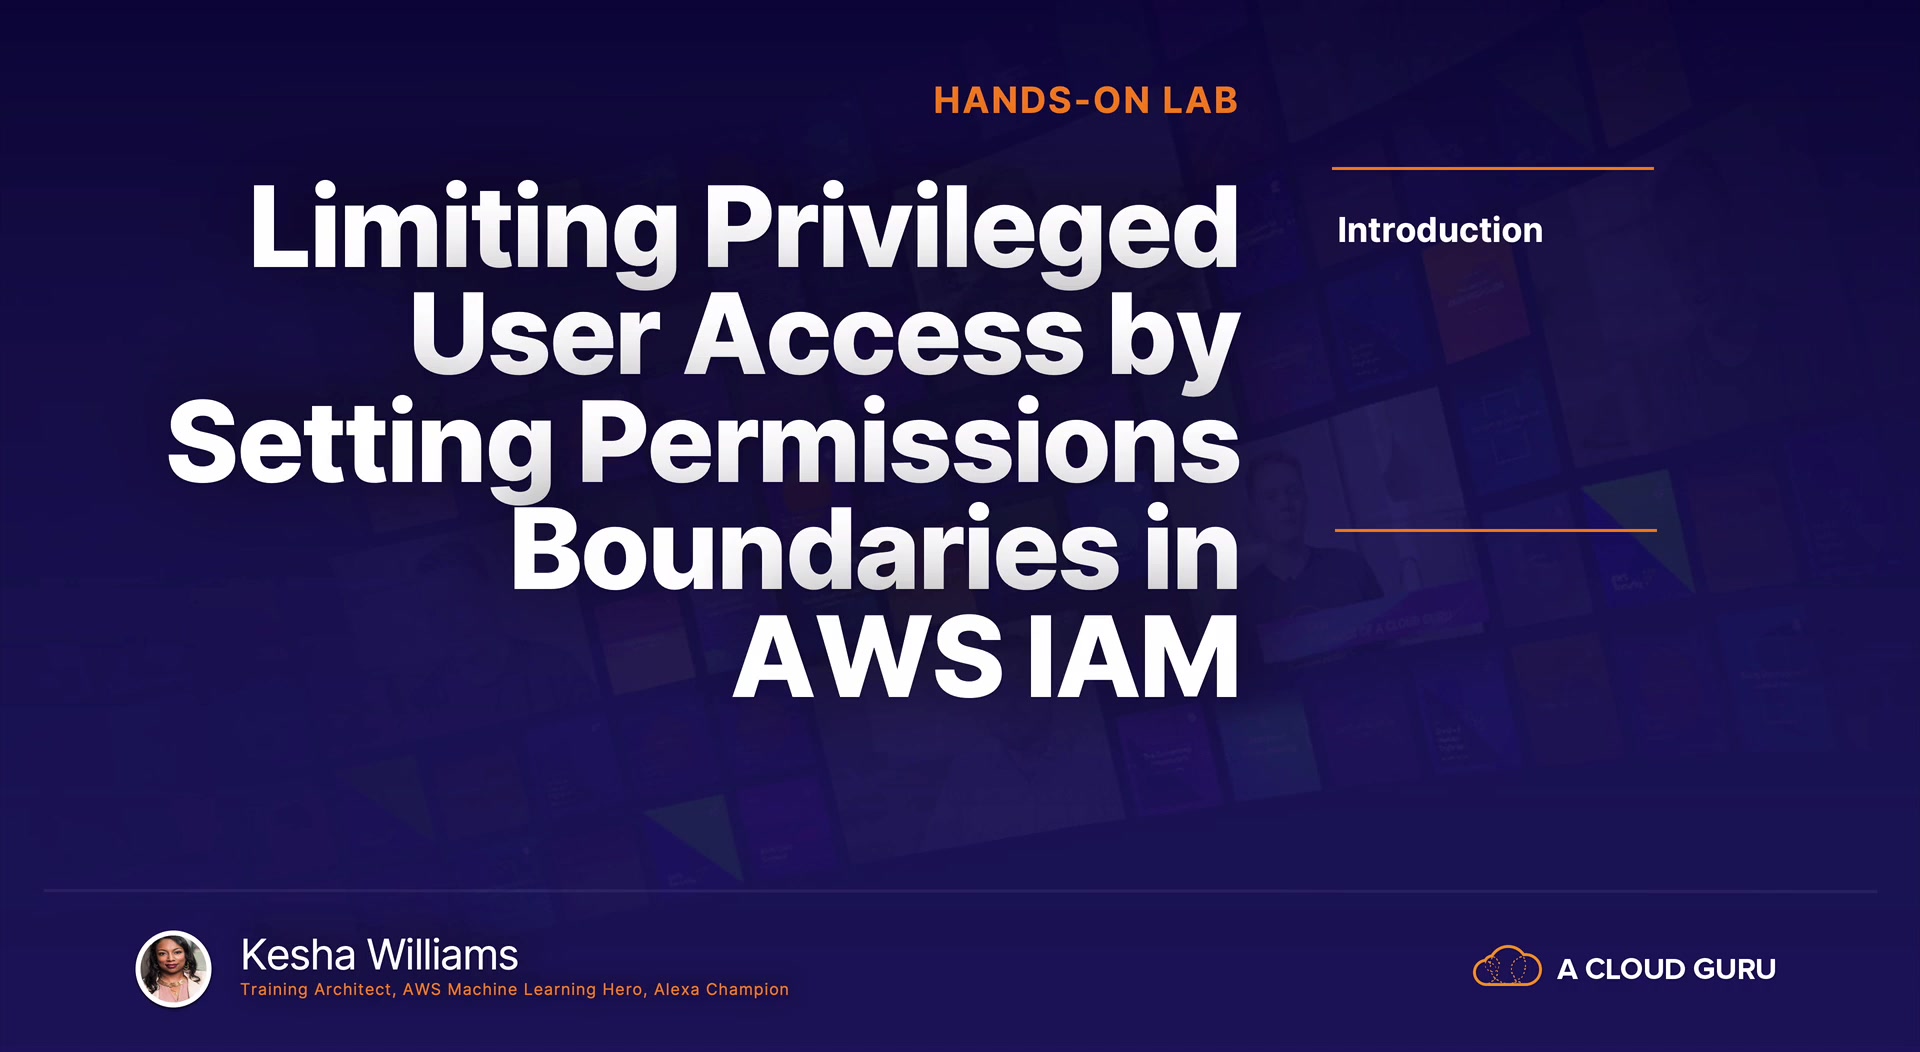 HANDS-ON LAB
Limiting Privileged
User Access by
Setting Permissions
Boundaries in
AWS IAM
Introduction
Kesha Williams
Training Architect, AWS Machine Learning Hero, Alexa Champion
A CLOUD GURU